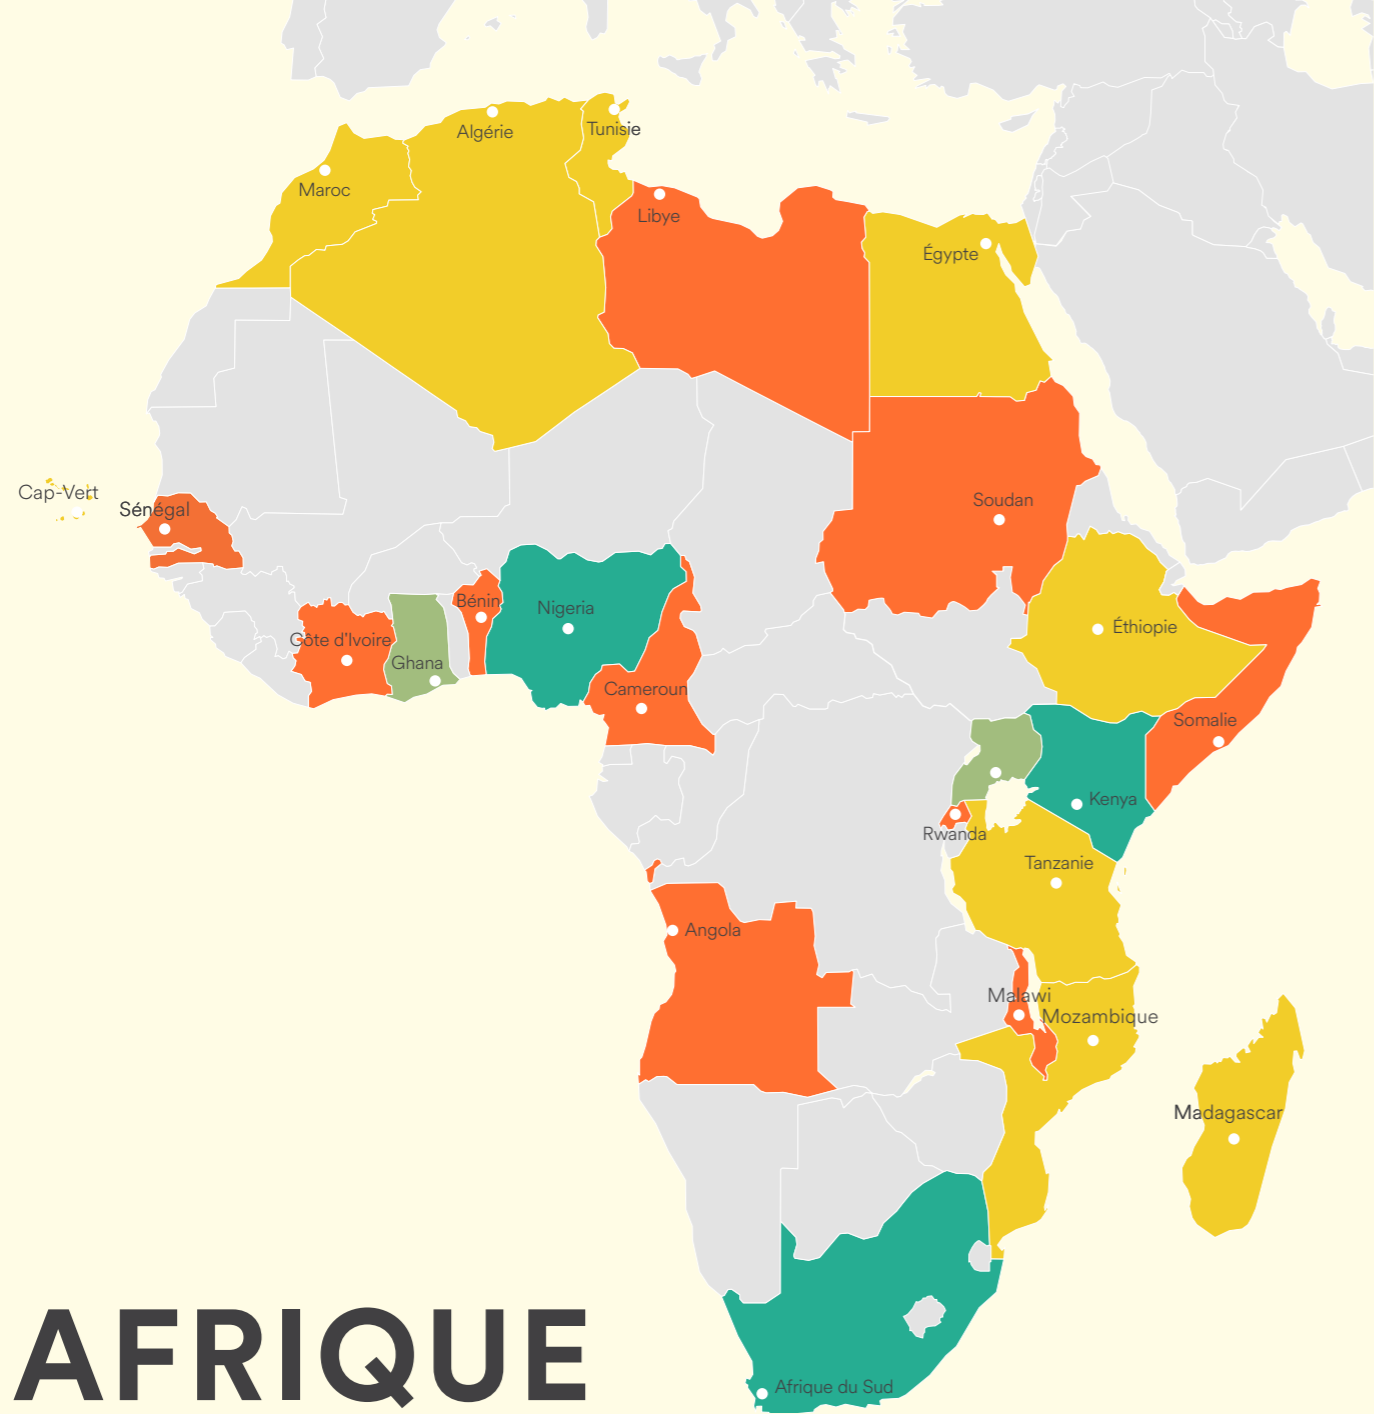 Algérie
Tunisie
Maroc
Libye
Égypte
Cap-Vert
Sénégal
Soudan
Bénin
Nigeria
Éthiopie
Côte d'Ivoire
Ghana
Cameroun
Somalie
Kenya
Rwanda
Tanzanie
Angola
Malawi
Mozambique
Madagascar
Afrique du Sud
AFRIQUE